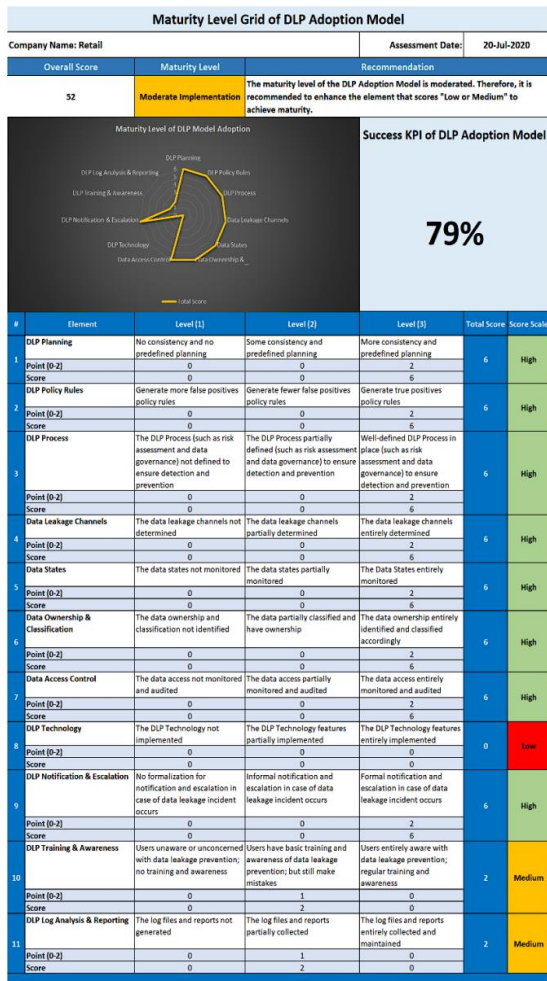 Maturity Level Grid of DLP Adoption Model
Company Name: Retail
Assessment Date:
20-Jul-2020
Overall Score
Maturity Level
Recommendation
52
Moderate Implementation
The maturity level of the DLP Adoption Model is moderated. Therefore, it is
recommended to enhance the element that scores "Low or Medium" to
achieve maturity.
Maturity Level of DLP Model Adoption
DLP Planning
DLP Policy Rules
DLP Process
Data Leakage Channels
Data States
Data Ownership & ...
Data Access Control
DLP Technology
DLP Notification & Escalation
DLP Training & Awareness
DLP Log Analysis & Reporting
Total Score
Success KPI of DLP Adoption Model
79%
# Element Level (1) Level (2) Level (3) Total Score Score Scale
1
DLP Planning
No consistency and no
predefined planning
Some consistency and
predefined planning
More consistency and
predefined planning
Point (0-2) 0 0 2
Score 0 0 6
6
High
2
DLP Policy Rules
Generate more false positives
policy rules
Generate fewer false positives
policy rules
Generate true positives
policy rules
Point (0-2) 0 0 2
Score 0 0 6
6
High
3
DLP Process
The DLP Process (such as risk
assessment and data
governance) not defined to
ensure detection and
prevention
The DLP Process partially
defined (such as risk assessment
and data governance) to ensure
detection and prevention
Well-defined DLP Process in
place (such as risk
assessment and data
governance) to ensure
detection and prevention
Point (0-2) 0 0 2
Score 0 0 6
6
High
4
Data Leakage Channels
The data leakage channels not
determined
The data leakage channels
partially determined
The data leakage channels
entirely determined
Point (0-2) 0 0 2
Score 0 0 6
6
High
5
Data States
The data states not monitored
The data states partially
monitored
The Data States entirely
monitored
Point (0-2) 0 0 2
Score 0 0 6
6
High
6
Data Ownership &
Classification
The data ownership and
classification not identified
The data partially classified and
have ownership
The data ownership entirely
identified and classified
accordingly
Point (0-2) 0 0 2
Score 0 0 6
6
High
7
Data Access Control
The data access not monitored
and audited
The data access partially
monitored and audited
The data access entirely
monitored and audited
Point (0-2) 0 0 2
Score 0 0 6
6
High
8
DLP Technology
The DLP Technology not
implemented
The DLP Technology features
partially implemented
The DLP Technology features
entirely implemented
Point (0-2) 0 0 0
Score 0 0 0
0
Low
9
DLP Notification & Escalation
No formalization for
notification and escalation in
case of data leakage incident
occurs
Informal notification and
escalation in case of data
leakage incident occurs
Formal notification and
escalation in case of data
leakage incident occurs
Point (0-2) 0 0 2
Score 0 0 6
6
High
10
DLP Training & Awareness
Users unaware or unconcerned
with data leakage prevention;
no training and awareness
Users have basic training and
awareness of data leakage
prevention; but still make
mistakes
Users entirely aware with
data leakage prevention;
regular training and
awareness
Point (0-2) 0 1 0
Score 0 2 0
2
Medium
11
DLP Log Analysis & Reporting
The log files and reports not
generated
The log files and reports
partially collected
The log files and reports
entirely collected and
maintained
Point (0-2) 0 1 0
Score 0 2 0
2
Medium